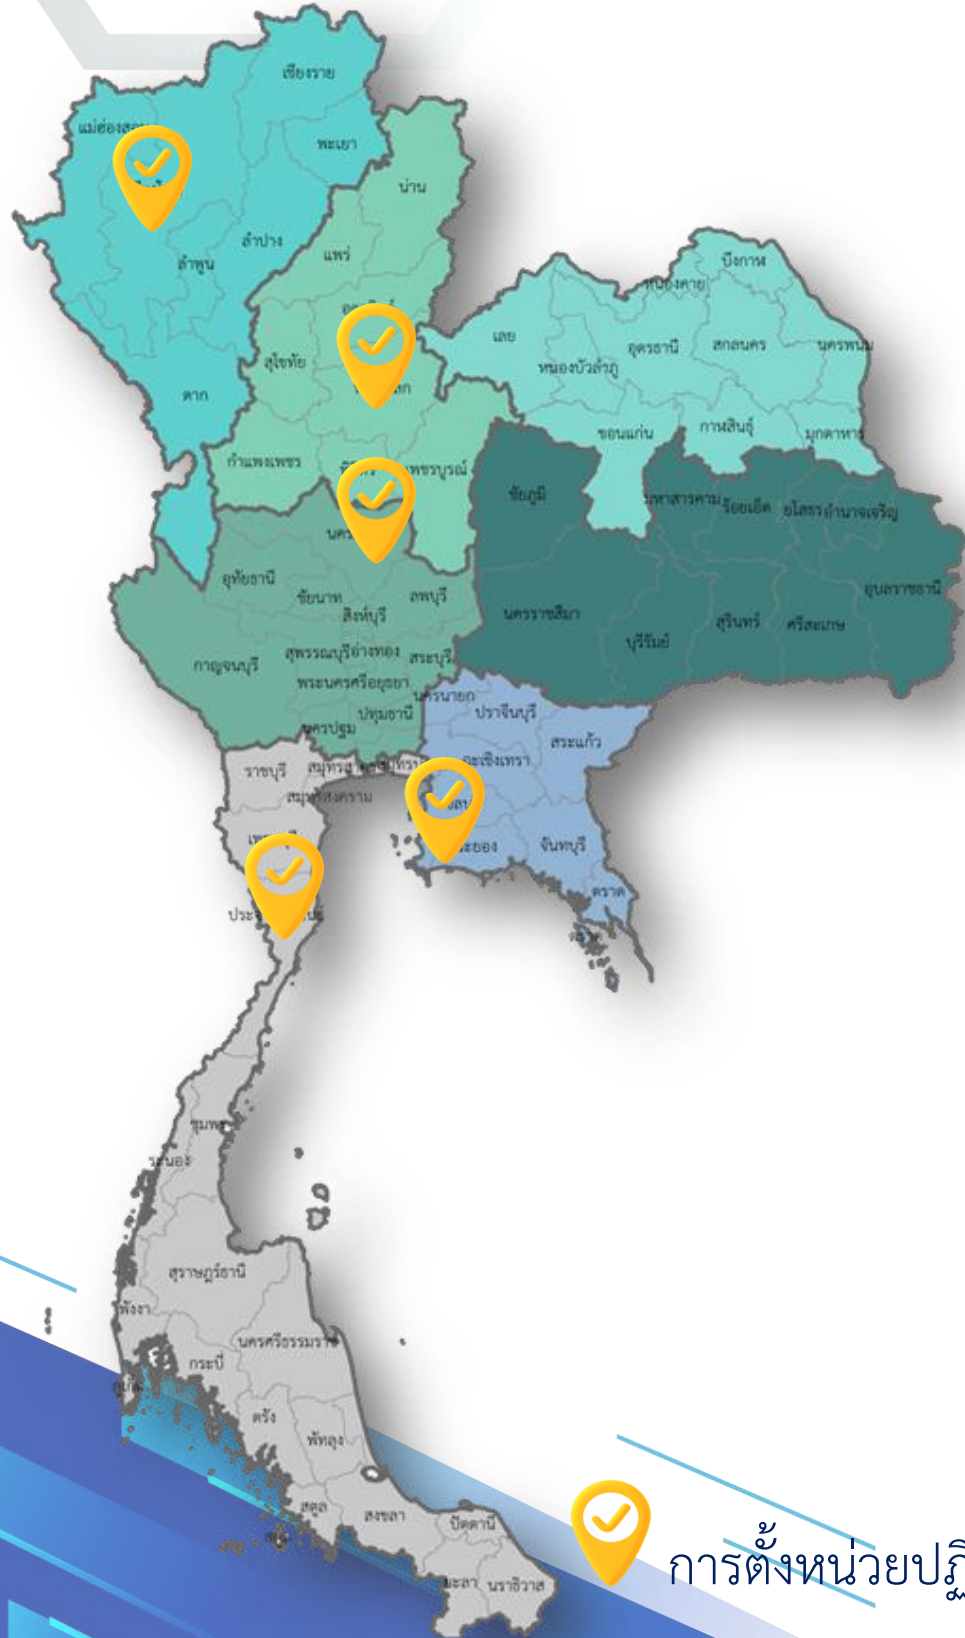 เชียงราย
พะเยา
น่าน
ลำปาง
ลำพูน
แพร่
บึงกาฬ
เลย
อุดรธานี
สกลนคร
นครพนม
หนองบัวลำภู
สุโขทัย
ตาก
ขอนแก่น
กาฬสินธุ์
มุกดาหาร
กำแพงเพชร
เพชรบูรณ์
ชัยภูมิ
มหาสารคาม
ร้อยเอ็ด
ยโสธร
อำนาจเจริญ
อุทัยธานี
ชัยนาท
ลพบุรี
อุบลราชธานี
สิงห์บุรี
นครราชสีมา
บุรีรัมย์
สุรินทร์
ศรีสะเกษ
กาญจนบุรี
สุพรรณบุรี
อ่างทอง
สระบุรี
พระนครศรีอยุธยา
นครนายก
ปทุมธานี
ปราจีนบุรี
นครปฐม
สระแก้ว
ราชบุรี
สมุทรสงคราม
จันทบุรี
ตราด
ระนอง
สุราษฎร์ธานี
พังงา
นครศรีธรรมราช
กระบี่
ตรัง
พัทลุง
สตูล
สงขลา
ปัตตานี
ยะลา
นราธิวาส
การตั้งหน่วยปฏิ